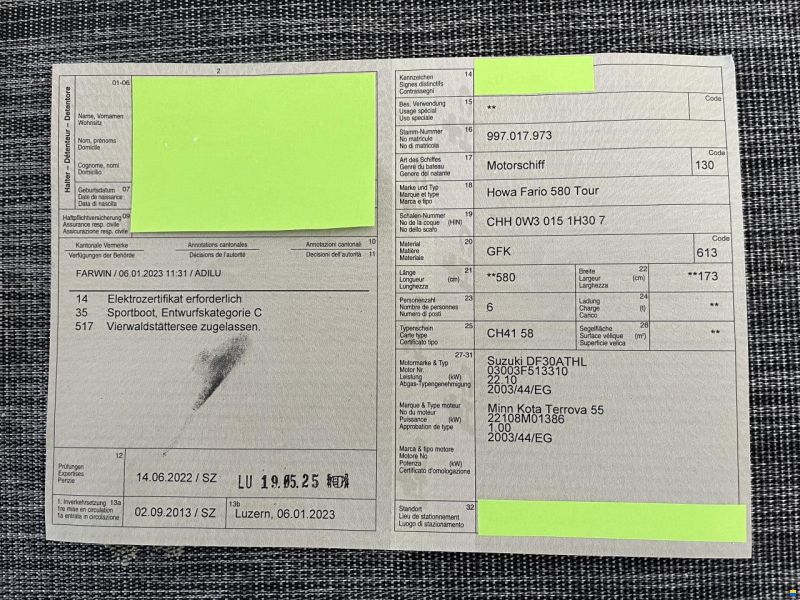 2
Halter – Détenteur – Detentore
01-06
Name, Vornamen
Wohnsitz
Nom, prénoms
Domicile
Cognome, nomi
Domicilio
Geburtsdatum 07
Date de naissance
Data di nascita
Haftpflichtversicherung 09
Assurance resp. civile
Assicurazione resp. civile
Kantonale Vermerke Annotations cantonales Annotazioni cantonali 10
Verfügungen der Behörde Décisions de l'autorité Decisioni dell'autorità 11
FARWIN / 06.01.2023 11:31 / ADILU
14 Elektrozertifikat erforderlich
35 Sportboot, Entwurfskategorie C
517 Vierwaldstättersee zugelassen.
12
Prüfungen
Expertises
Perizie
14.06.2022 / SZ LU 19.05.25
1. Inverkehrsetzung 13a
1re mise en circulation
1a entrata in circolazione
02.09.2013 / SZ
13b
Luzern, 06.01.2023
Kennzeichen 14
Signes distinctifs
Contrassegni
Bes. Verwendung 15
Usage spécial
Uso speciale
**
Code
Stamm-Nummer 16
No matricule
No di matricola
997.017.973
Art des Schiffes 17
Genre du bateau
Genere del natante
Motorschiff
Code
130
Marke und Typ 18
Marque et type
Marca e tipo
Howa Fario 580 Tour
Schalen-Nummer 19
No de la coque (HIN)
No dello scafo
CHH 0W3 015 1H30 7
Material 20
Matière
Materiale
GFK
Code
613
Länge 21
Longueur (cm)
Lunghezza
**580
Breite 22
Largeur (cm)
Larghezza
**173
Personenzahl 23
Nombre de personnes
Numero di posti
6
Ladung 24
Charge (t)
Carico
**
Typenschein 25
Carte type
Certificato tipo
CH41 58
Segelfläche 26
Surface vélique (m²)
Superficie velica
**
27-31
Motormarke & Typ
Motor Nr.
Leistung (kW)
Abgas-Typengenehmigung
Suzuki DF30ATHL
03003F513310
22.10
2003/44/EG
Marque & Type moteur
No du moteur
Puissance (kW)
Approbation de type
Minn Kota Terrova 55
22108M01386
1.00
2003/44/EG
Marca & tipo motore
Motore No
Potenza (kW)
Certificato d'omologazione
Standort 32
Lieu de stationnement
Luogo di stazionamento